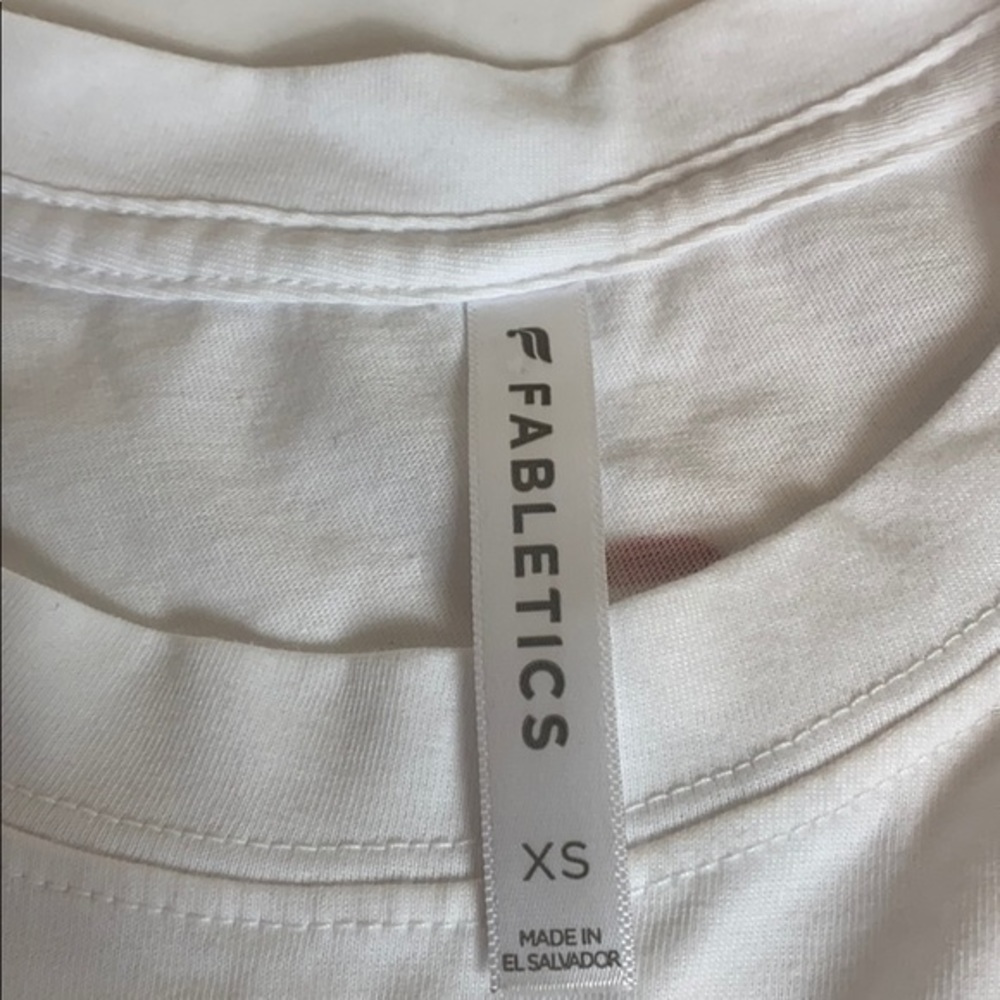 FABLETICS
XS
MADE IN
EL SALVADOR